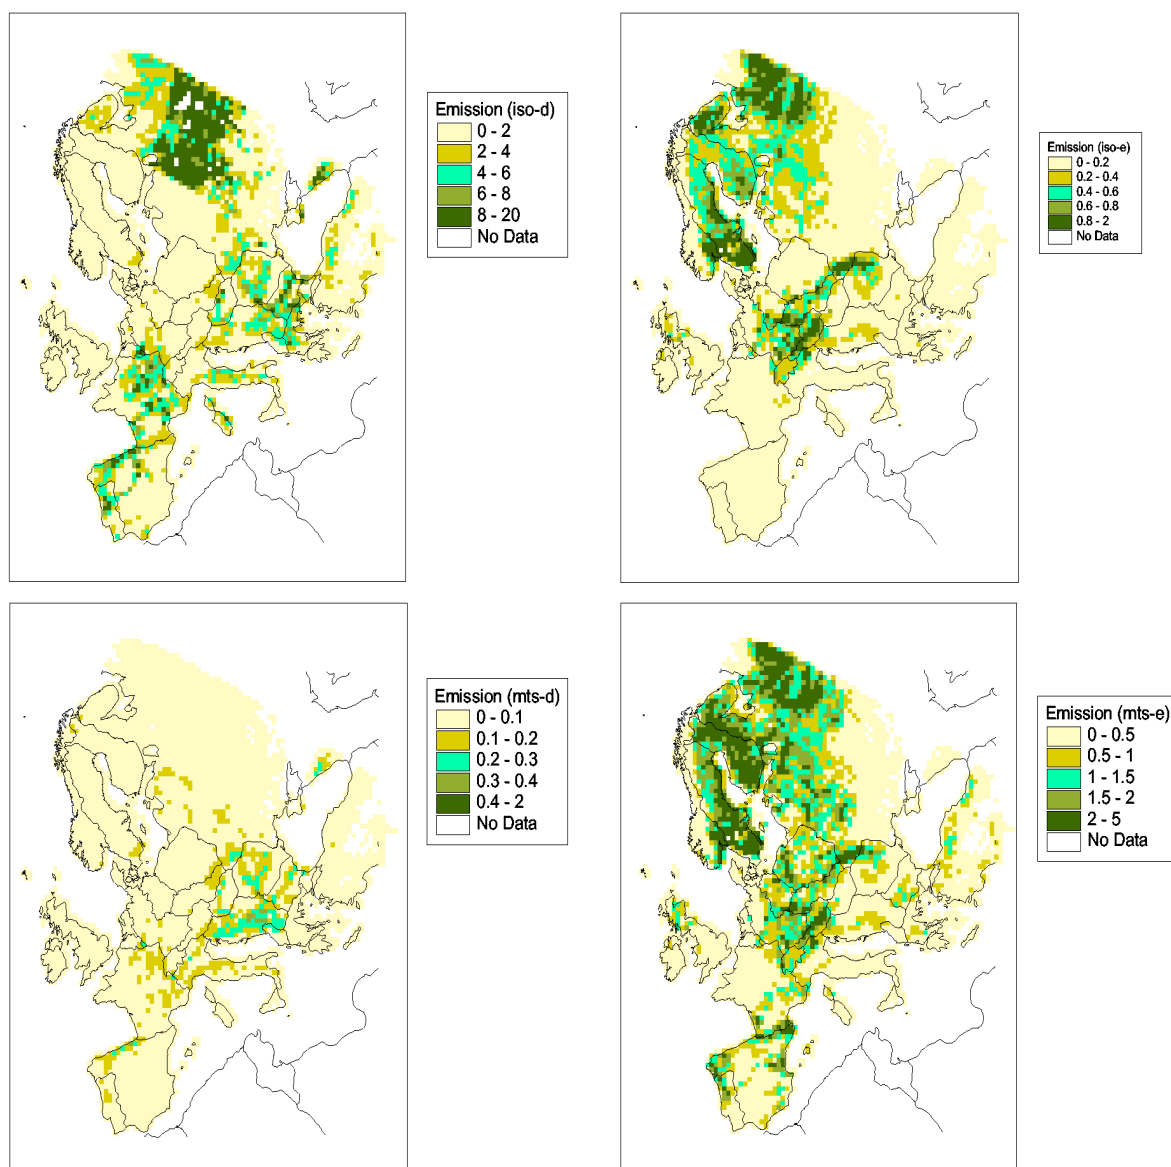 Emission (iso-d)
0 - 2
2 - 4
4 - 6
6 - 8
8 - 20
No Data
Emission (iso-e)
0 - 0.2
0.2 - 0.4
0.4 - 0.6
0.6 - 0.8
0.8 - 2
No Data
Emission (mts-d)
0 - 0.1
0.1 - 0.2
0.2 - 0.3
0.3 - 0.4
0.4 - 2
No Data
Emission (mts-e)
0 - 0.5
0.5 - 1
1 - 1.5
1.5 - 2
2 - 5
No Data